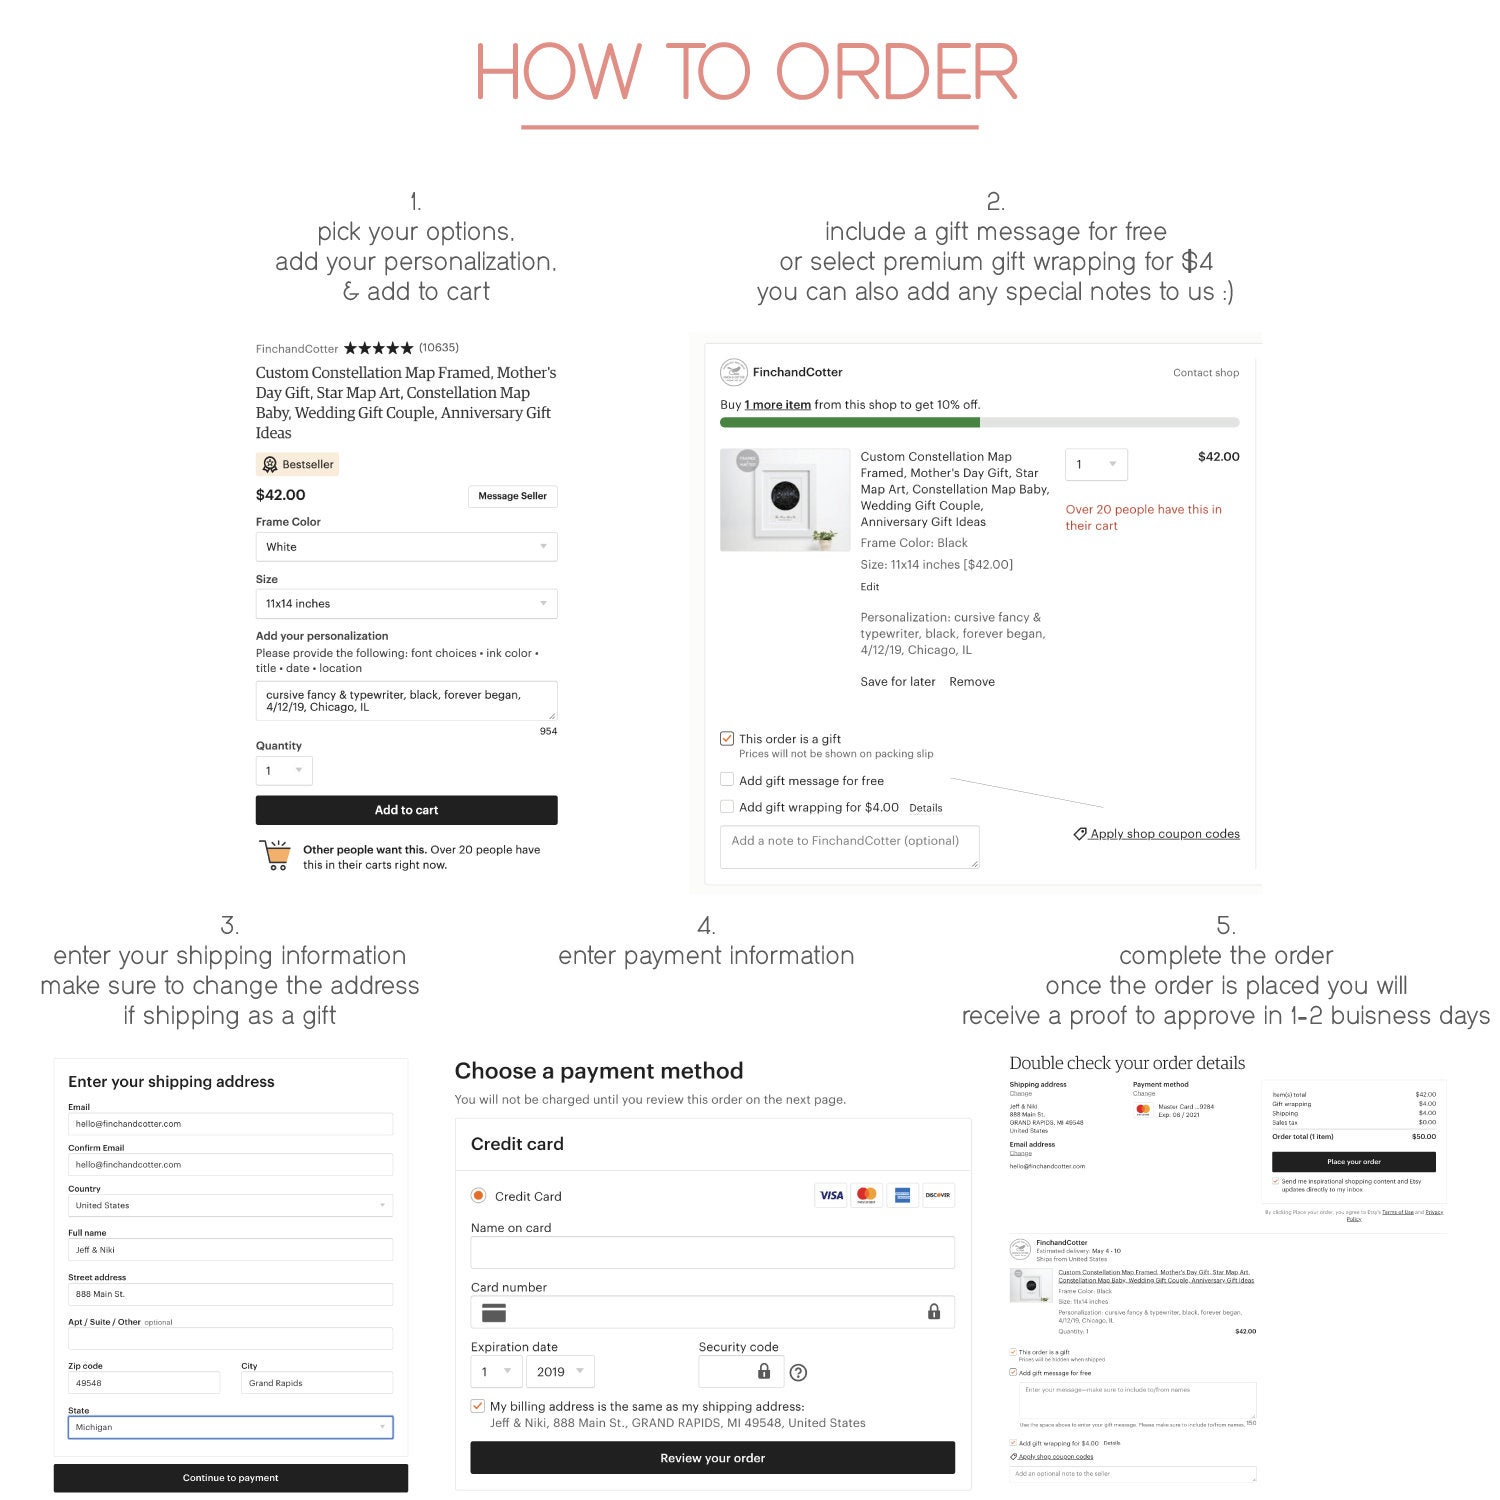 HOW TO ORDER
1.
pick your options,
add your personalization,
& add to cart
FinchandCotter ★★★★★ (10635)
Custom Constellation Map Framed, Mother's
Day Gift, Star Map Art, Constellation Map
Baby, Wedding Gift Couple, Anniversary Gift
Ideas
Bestseller
$42.00
Message Seller
Frame Color
White
Size
11x14 inches
Add your personalization
Please provide the following: font choices • ink color •
title • date • location
cursive fancy & typewriter, black, forever began,
4/12/19, Chicago, IL
954
Quantity
1
Add to cart
Other people want this. Over 20 people have
this in their carts right now.
2.
include a gift message for free
or select premium gift wrapping for $4
you can also add any special notes to us :)
FinchandCotter
Contact shop
Buy 1 more item from this shop to get 10% off.
Custom Constellation Map
Framed, Mother's Day Gift, Star
Map Art, Constellation Map Baby,
Wedding Gift Couple,
Anniversary Gift Ideas
Frame Color: Black
Size: 11x14 inches [$42.00]
Edit
Personalization: cursive fancy &
typewriter, black, forever began,
4/12/19, Chicago, IL
Save for later Remove
1
$42.00
Over 20 people have this in
their cart
This order is a gift
Prices will not be shown on packing slip
Add gift message for free
Add gift wrapping for $4.00 Details
Add a note to FinchandCotter (optional)
Apply shop coupon codes
3.
enter your shipping information
make sure to change the address
if shipping as a gift
Enter your shipping address
Email
hello@finchandcotter.com
Confirm Email
hello@finchandcotter.com
Country
United States
Full name
Jeff & Niki
Street address
888 Main St.
Apt / Suite / Other optional
Zip code
49548
City
Grand Rapids
State
Michigan
Continue to payment
4.
enter payment information
Choose a payment method
You will not be charged until you review this order on the next page.
Credit card
Credit Card
VISA
DISCOVER
Name on card
Card number
Expiration date
1
2019
Security code
My billing address is the same as my shipping address:
Jeff & Niki, 888 Main St., GRAND RAPIDS, MI 49548, United States
Review your order
5.
complete the order
once the order is placed you will
receive a proof to approve in 1-2 buisness days
Double check your order details
Shipping address
Change
Jeff & Niki
888 Main St.
GRAND RAPIDS, MI 49548
United States
Email address
Change
hello@finchandcotter.com
Payment method
Change
Master Card ...9284
Exp: 06 / 2021
Item(s) total $42.00
Gift wrapping $4.00
Shipping $4.00
Sales tax $0.00
Order total (1 item) $50.00
Place your order
Send me inspirational shopping content and Etsy
updates directly to my inbox
By clicking Place your order, you agree to Etsy's Terms of Use and Privacy
Policy
FinchandCotter
Estimated delivery: May 4 - 10
Ships from United States
Custom Constellation Map Framed, Mother's Day Gift, Star Map Art,
Constellation Map Baby, Wedding Gift Couple, Anniversary Gift Ideas
Frame Color: Black
Size: 11x14 inches
Personalization: cursive fancy & typewriter, black, forever began,
4/12/19, Chicago, IL
Quantity: 1
$42.00
This order is a gift
Prices will be hidden when shipped
Add gift message for free
Enter your message—make sure to include to/from names
Use the space above to enter your gift message. Please make sure to include to/from names. 150
Add gift wrapping for $4.00 Details
Apply shop coupon codes
Add an optional note to the seller